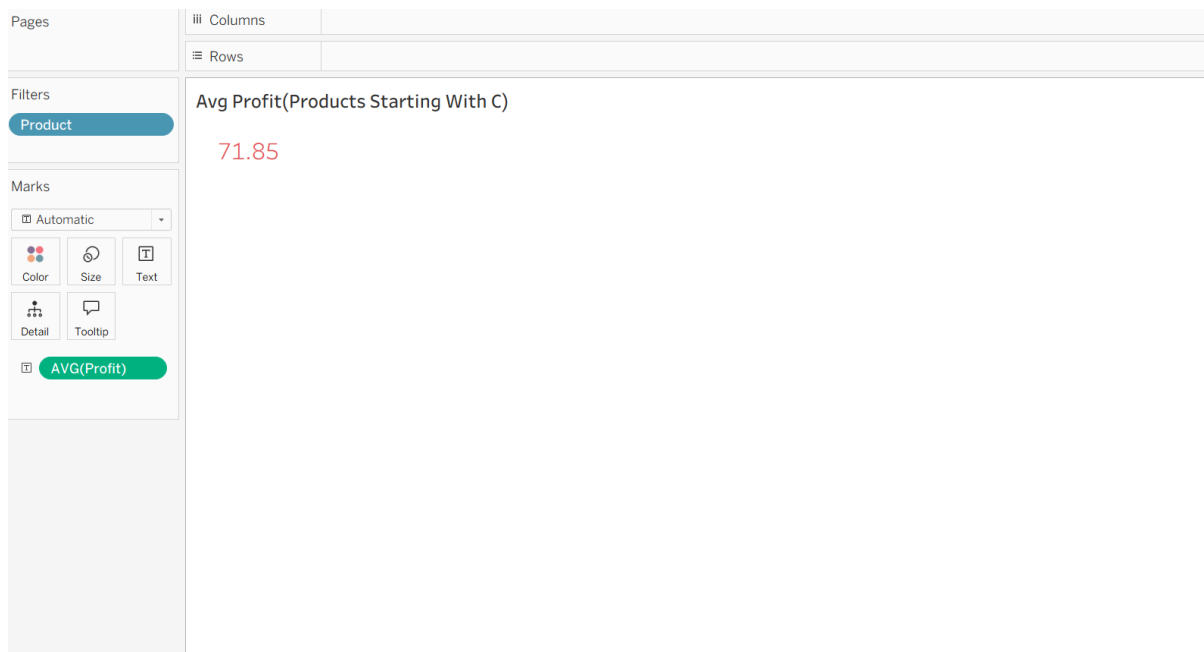 Pages
Columns
Rows
Filters
Product
Avg Profit(Products Starting With C)
71.85
Marks
Automatic
Color Size Text
Detail Tooltip
AVG(Profit)